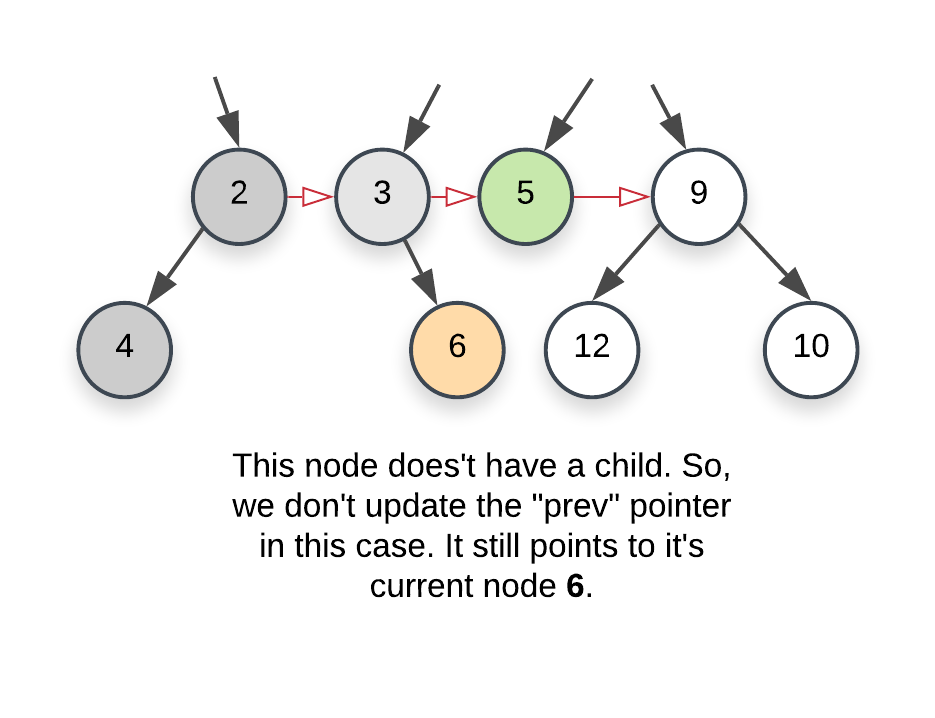 2 3 5 9
4 6 12 10
This node does't have a child. So,
we don't update the "prev" pointer
in this case. It still points to it's
current node 6.